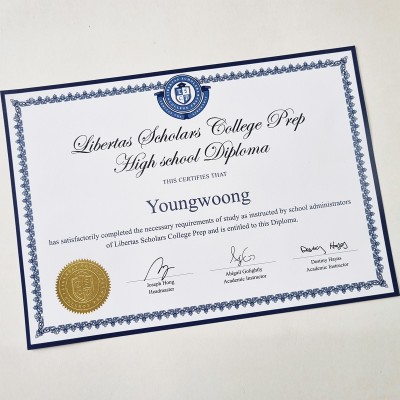 Libertas Scholars College Prep
High school Diploma
THIS CERTIFIES THAT
Youngwoong
has satisfactorily completed the necessary requirements of study as instructed by school administrators
of Libertas Scholars College Prep and is entitled to this Diploma.
Joseph Hong
Headmaster
Abigail Golightly
Academic Instructor
Destiny Hayes
Destiny Hayes
Academic Instructor